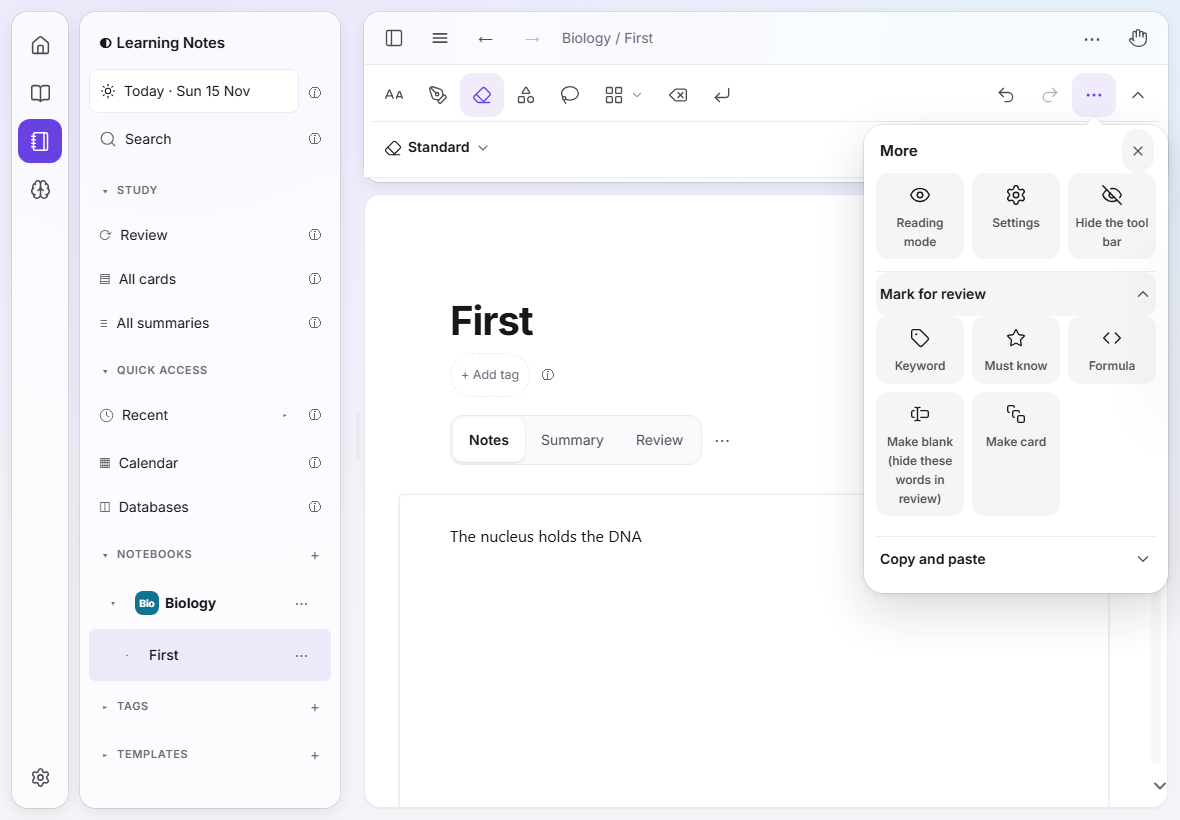 Learning Notes
Today · Sun 15 Nov
Search
STUDY
Review
All cards
All summaries
QUICK ACCESS
Recent
Calendar
Databases
NOTEBOOKS
Bio Biology
First
TAGS
TEMPLATES
Biology / First
AA
Standard
First
+ Add tag
Notes Summary Review
The nucleus holds the DNA
More
Reading mode
Settings
Hide the tool bar
Mark for review
Keyword
Must know
Formula
Make blank (hide these words in review)
Make card
Copy and paste